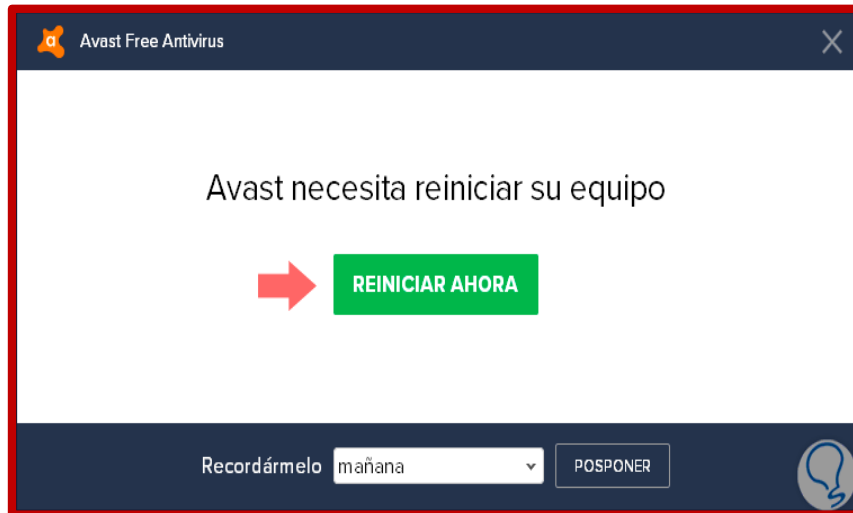 Avast Free Antivirus
Avast necesita reiniciar su equipo
REINICIAR AHORA
Recordármelo mañana POSPONER